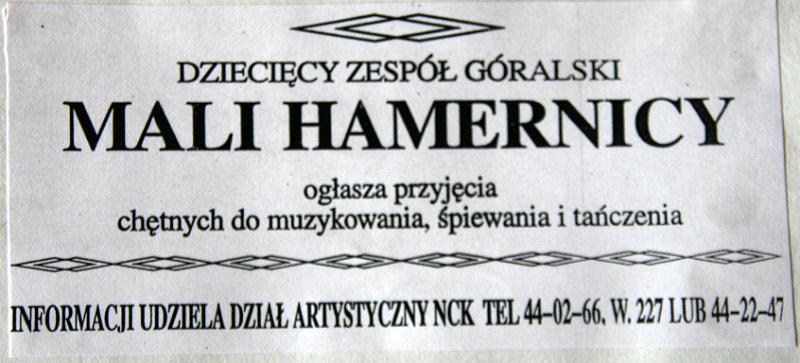 DZIECIĘCY ZESPÓŁ GÓRALSKI
MALI HAMERNICY
ogłasza przyjęcia
chętnych do muzykowania, śpiewania i tańczenia
INFORMACJI UDZIELA DZIAŁ ARTYSTYCZNY NCK TEL 44-02-66, W. 227 LUB 44-22-47